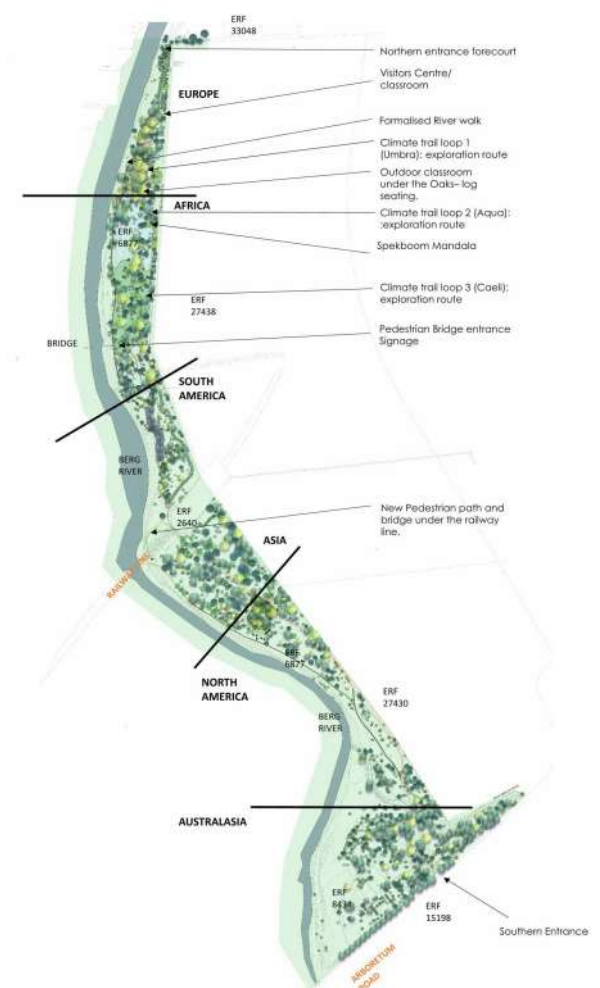 ERF
33048
Northern entrance forecourt
Visitors Centre/
classroom
EUROPE
Formalised River walk
Climate trail loop 1
(Umbra): exploration route
Outdoor classroom
under the Oaks– log
seating.
AFRICA
Climate trail loop 2 (Aqua):
:exploration route
ERF
6877
Spekboom Mandala
Climate trail loop 3 (Caeli):
exploration route
ERF
27438
Pedestrian Bridge entrance
Signage
BRIDGE
SOUTH
AMERICA
BERG
RIVER
ERF
2640
New Pedestrian path and
bridge under the railway
line.
ASIA
RAILWAY LINE
ERF
6877
NORTH
AMERICA
ERF
27430
BERG
RIVER
AUSTRALASIA
ERF
8434
ERF
15198
Southern Entrance
ARBORETUM
ROAD